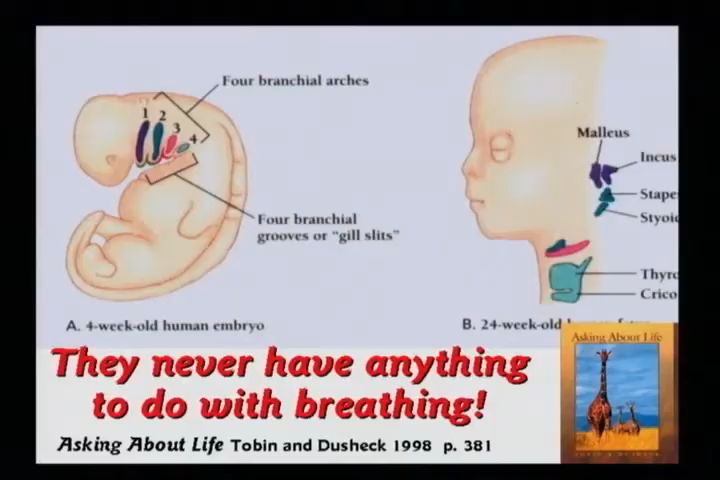 Four branchial arches
1 2 3 4
Four branchial
grooves or "gill slits"
A. 4-week-old human embryo
Malleus
Incus
Stape
Styoi
Thyro
Crico
B. 24-week-old
They never have anything
to do with breathing!
Asking About Life Tobin and Dusheck 1998 p. 381
Asking About Life